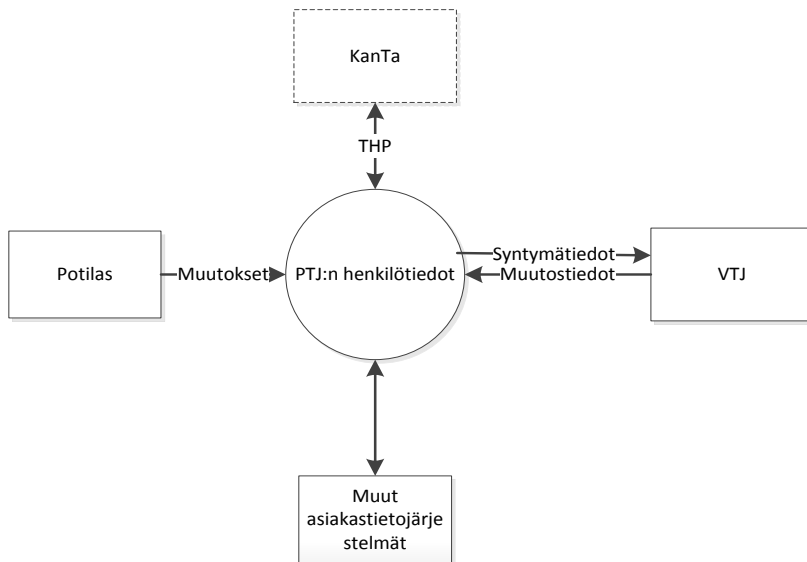 KanTa
THP
Potilas
Muutokset
PTJ:n henkilötiedot
Syntymätiedot
Muutostiedot
VTJ
Muut
asiakastietojärje
stelmät